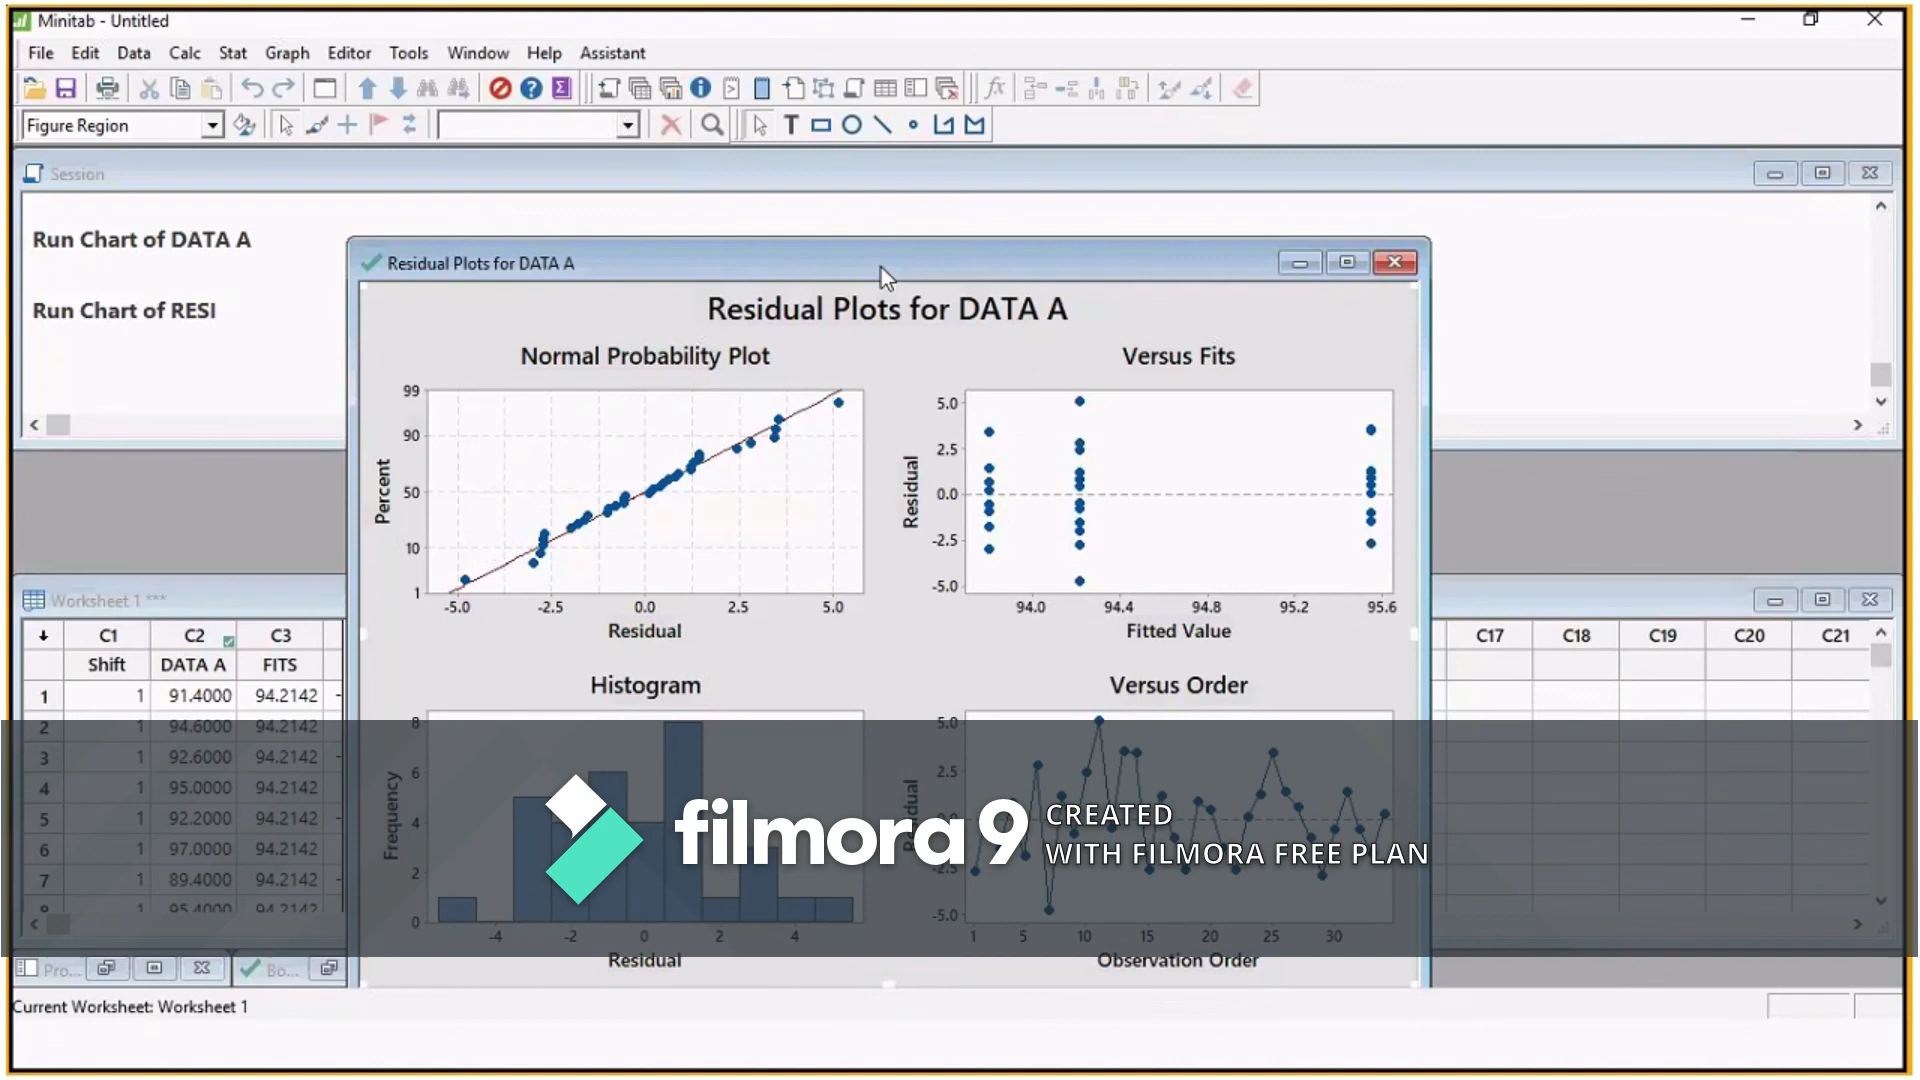 Minitab - Untitled
File Edit Data Calc Stat Graph Editor Tools Window Help Assistant
Figure Region
Session
Run Chart of DATA A
Run Chart of RESI
Residual Plots for DATA A
Residual Plots for DATA A
Normal Probability Plot
99
90
50
10
1
Percent
-5.0 -2.5 0.0 2.5 5.0
Residual
Versus Fits
5.0
2.5
0.0
-2.5
-5.0
Residual
94.0 94.4 94.8 95.2 95.6
Fitted Value
Histogram
8
6
4
2
0
Frequency
-4 -2 0 2 4
Residual
Versus Order
5.0
2.5
-5.0
1 5 10 15 20 25 30
Observation Order
Worksheet 1 ***
C1 C2 C3 C17 C18 C19 C20 C21
Shift DATA A FITS
1 1 91.4000 94.2142 -
2 1 94.6000 94.2142
3 1 92.6000 94.2142
4 1 95.0000 94.2142
5 1 92.2000 94.2142
6 1 97.0000 94.2142
7 1 89.4000 94.2142
8 1 95.4000 94.2142
filmora9 CREATED
WITH FILMORA FREE PLAN
Pro... Bo...
Current Worksheet: Worksheet 1